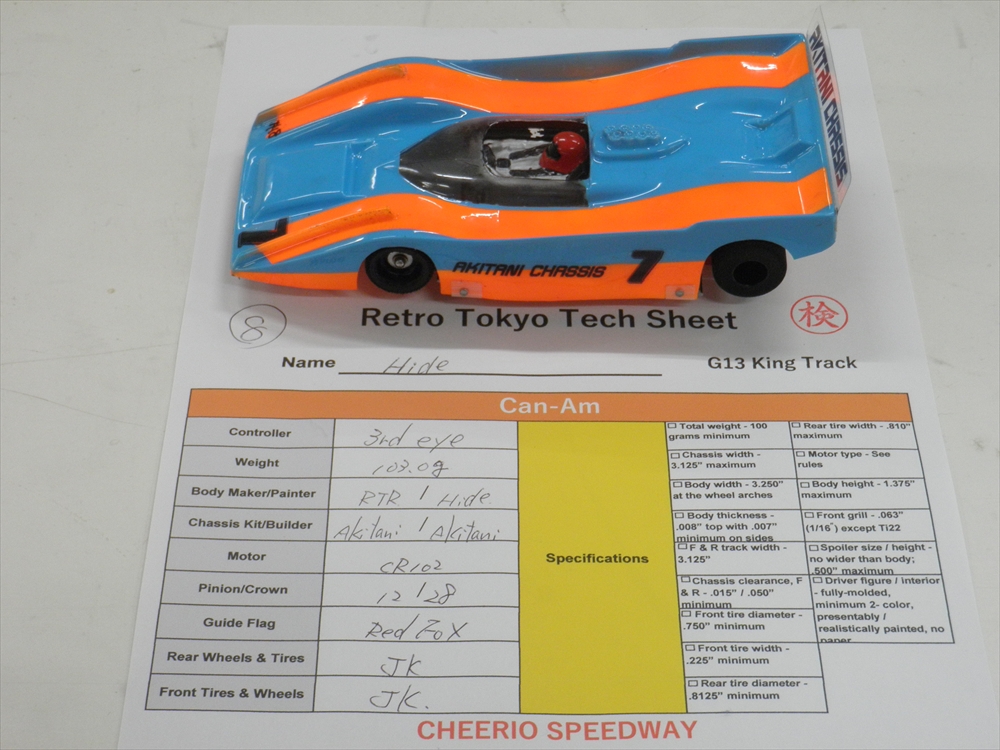 AKITANI CHASSIS
7
AKITANI CHASSIS 7
8
Retro Tokyo Tech Sheet
検
Name Hide
G13 King Track
Can-Am
Controller 3rd eye
Weight 103.0g
Body Maker/Painter RTR / Hide
Chassis Kit/Builder Akitani / Akitani
Motor CR102
Pinion/Crown 12 / 28
Guide Flag Red Fox
Rear Wheels & Tires JK
Front Tires & Wheels JK.
Specifications
□ Total weight - 100
grams minimum
□ Chassis width -
3.125" maximum
□ Body width - 3.250"
at the wheel arches
□ Body thickness -
.008" top with .007"
minimum on sides
□ F & R track width -
3.125"
□ Chassis clearance, F
& R - .015" / .050"
minimum
□ Front tire diameter -
.750" minimum
□ Front tire width -
.225" minimum
□ Rear tire diameter -
.8125" minimum
□ Rear tire width - .810"
maximum
□ Motor type - See
rules
□ Body height - 1.375"
maximum
□ Front grill - .063"
(1/16") except Ti22
□ Spoiler size / height -
no wider than body;
.500" maximum
□ Driver figure / interior
- fully-molded,
minimum 2- color,
presentably /
realistically painted, no
paper
CHEERIO SPEEDWAY